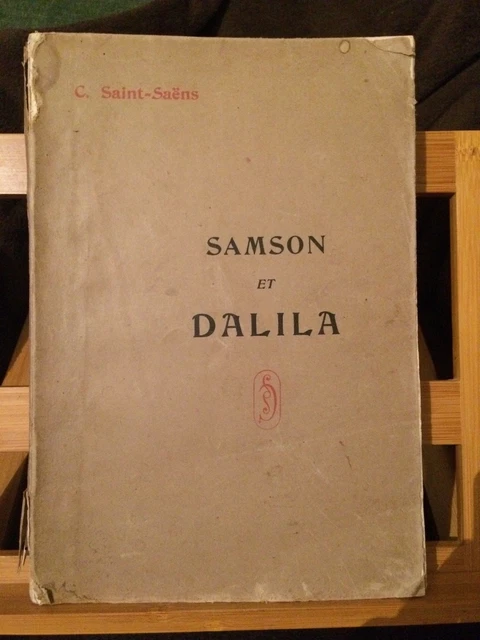 C. Saint-Saëns
SAMSON
ET
DALILA